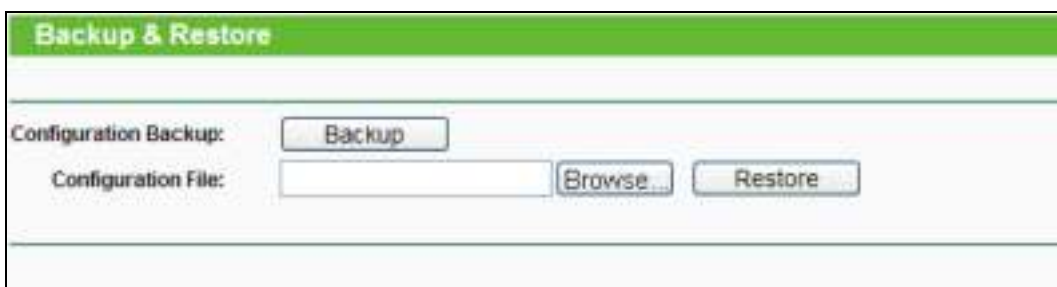 Backup & Restore
Configuration Backup: Backup
Configuration File: Browse... Restore